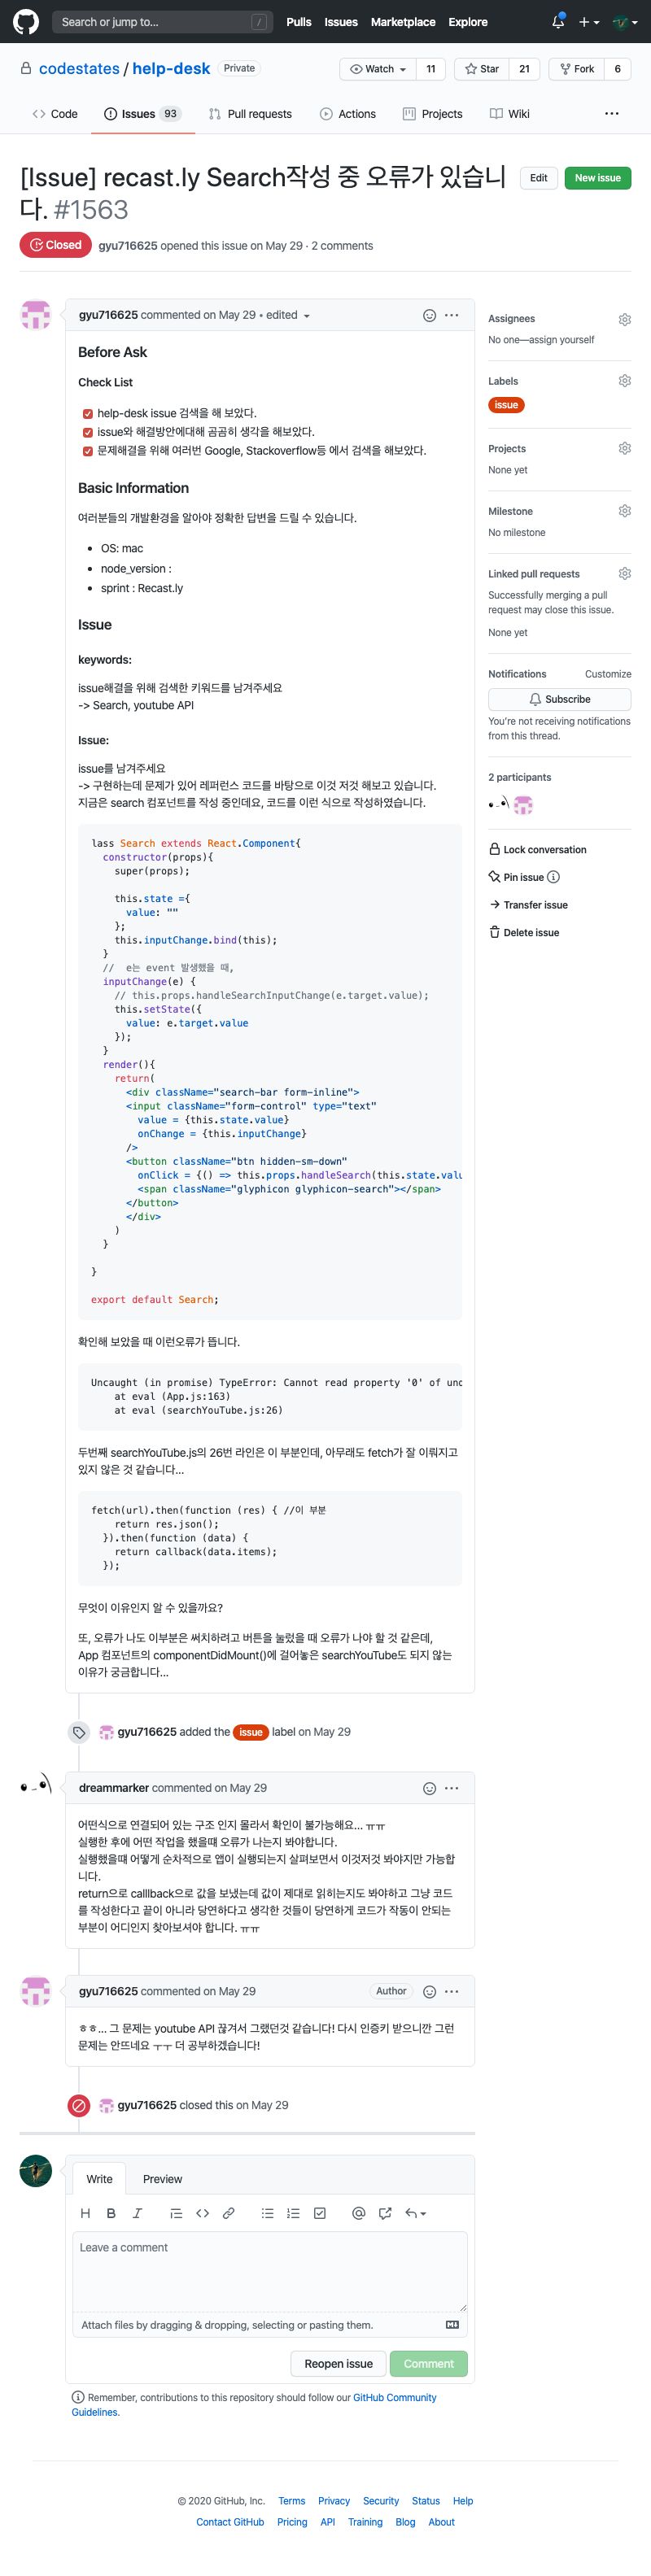 Search or jump to...
/
Pulls Issues Marketplace Explore
codestates / help-desk Private
Watch 11 Star 21 Fork 6
Code Issues 93 Pull requests Actions Projects Wiki ...
[Issue] recast.ly Search작성 중 오류가 있습니
다. #1563
Edit New issue
Closed gyu716625 opened this issue on May 29 · 2 comments
gyu716625 commented on May 29 • edited
Before Ask
Check List
help-desk issue 검색을 해 보았다.
issue와 해결방안에대해 곰곰히 생각을 해보았다.
문제해결을 위해 여러번 Google, Stackoverflow등 에서 검색을 해보았다.
Basic Information
여러분들의 개발환경을 알아야 정확한 답변을 드릴 수 있습니다.
• OS: mac
• node_version :
• sprint : Recast.ly
Issue
keywords:
issue해결을 위해 검색한 키워드를 남겨주세요
-> Search, youtube API
Issue:
issue를 남겨주세요
-> 구현하는데 문제가 있어 레퍼런스 코드를 바탕으로 이것 저것 해보고 있습니다.
지금은 search 컴포넌트를 작성 중인데요, 코드를 이런 식으로 작성하였습니다.
lass Search extends React.Component{
constructor(props){
super(props);
this.state ={
value: ""
};
this.inputChange.bind(this);
}
// e는 event 발생했을 때,
inputChange(e) {
// this.props.handleSearchInputChange(e.target.value);
this.setState({
value: e.target.value
});
}
render(){
return(
<div className="search-bar form-inline">
<input className="form-control" type="text"
value = {this.state.value}
onChange = {this.inputChange}
/>
<button className="btn hidden-sm-down"
onClick = {() => this.props.handleSearch(this.state.valu
<span className="glyphicon glyphicon-search"></span>
</button>
</div>
)
}
}
export default Search;
확인해 보았을 때 이런오류가 뜹니다.
Uncaught (in promise) TypeError: Cannot read property '0' of und
at eval (App.js:163)
at eval (searchYouTube.js:26)
두번째 searchYouTube.js의 26번 라인은 이 부분인데, 아무래도 fetch가 잘 이뤄지고
있지 않은 것 같습니다...
fetch(url).then(function (res) { //이 부분
return res.json();
}).then(function (data) {
return callback(data.items);
});
무엇이 이유인지 알 수 있을까요?
또, 오류가 나도 이부분은 써치하려고 버튼을 눌렀을 때 오류가 나야 할 것 같은데,
App 컴포넌트의 componentDidMount()에 걸어놓은 searchYouTube도 되지 않는
이유가 궁금합니다...
Assignees
No one—assign yourself
Labels
issue
Projects
None yet
Milestone
No milestone
Linked pull requests
Successfully merging a pull
request may close this issue.
None yet
Notifications Customize
Subscribe
You're not receiving notifications
from this thread.
2 participants
Lock conversation
Pin issue
Transfer issue
Delete issue
gyu716625 added the issue label on May 29
dreammarker commented on May 29
어떤식으로 연결되어 있는 구조 인지 몰라서 확인이 불가능해요... ㅠㅠ
실행한 후에 어떤 작업을 했을떄 오류가 나는지 봐야합니다.
실행했을떄 어떻게 순차적으로 앱이 실행되는지 살펴보면서 이것저것 봐야지만 가능합
니다.
return으로 calllback으로 값을 보냈는데 값이 제대로 읽히는지도 봐야하고 그냥 코드
를 작성한다고 끝이 아니라 당연하다고 생각한 것들이 당연하게 코드가 작동이 안되는
부분이 어디인지 찾아보셔야 합니다. ㅠㅠ
gyu716625 commented on May 29 Author
ㅎㅎ... 그 문제는 youtube API 끊겨서 그랬던것 같습니다! 다시 인증키 받으니깐 그런
문제는 안뜨네요 ㅜㅜ 더 공부하겠습니다!
gyu716625 closed this on May 29
Write Preview
Leave a comment
Attach files by dragging & dropping, selecting or pasting them.
Reopen issue Comment
Remember, contributions to this repository should follow our GitHub Community
Guidelines.
© 2020 GitHub, Inc. Terms Privacy Security Status Help
Contact GitHub Pricing API Training Blog About